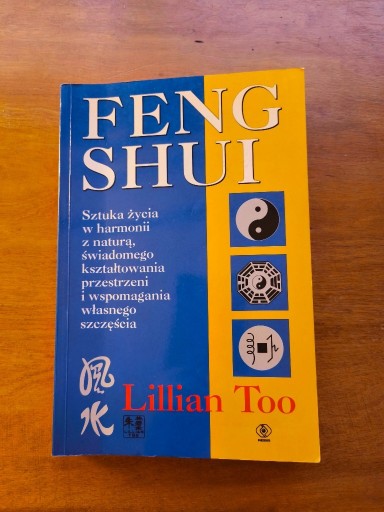 FENG
SHUI
Sztuka życia
w harmonii
z naturą,
świadomego
kształtowania
przestrzeni
i wspomagania
własnego
szczęścia
風水
Lillian Too